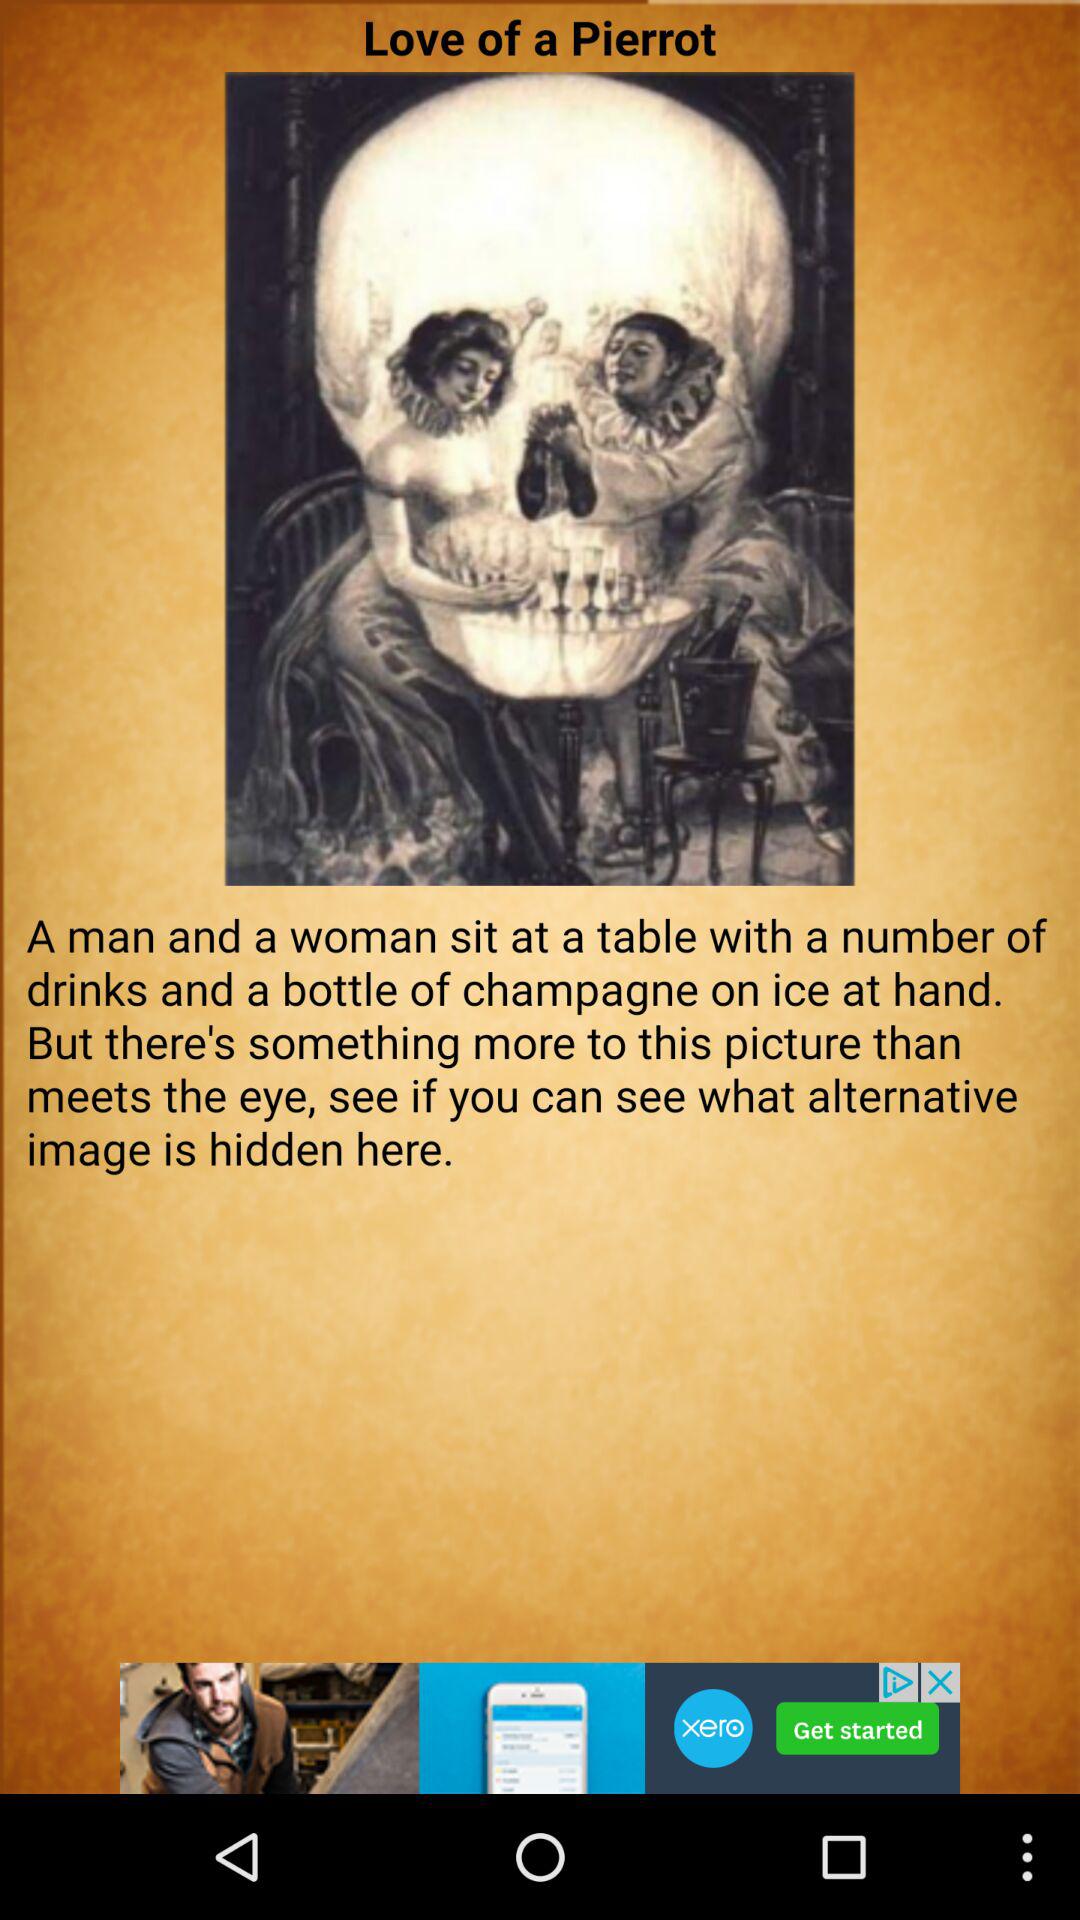 Love of a Pierrot
A man and a woman sit at a table with a number of
drinks and a bottle of champagne on ice at hand.
But there's something more to this picture than
meets the eye, see if you can see what alternative
image is hidden here.
xero
Get started